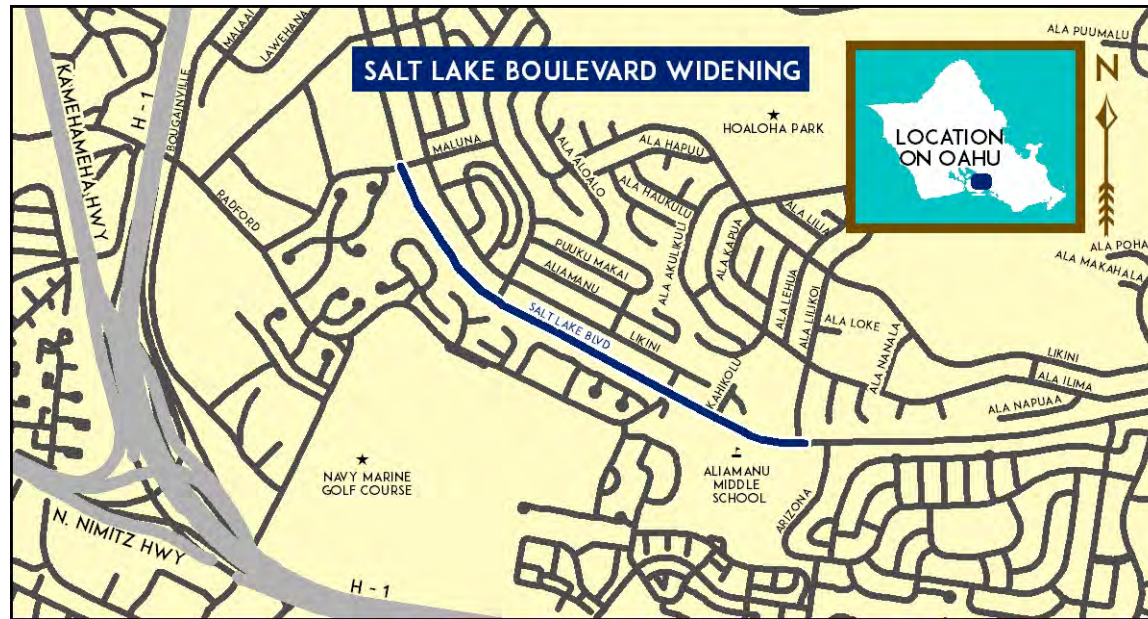 SALT LAKE BOULEVARD WIDENING
LOCATION
ON OAHU
N
ALA PUUMALU
KAMEHAMEHA HWY
H-1
BOUGAINVILLE
MALAAI
LAWEHANA
RADFORD
MALUNA
HOALOHA PARK
ALA ALOALO
ALA HAPUU
ALA HAUKULU
ALA AKULIKULI
ALA KAPUA
ALA LILIA
ALA LEHUA
ALA LILIKOI
ALA POHA
ALA MAKAHALA
PUUKU MAKAI
ALIAMANU
SALT LAKE BLVD
LIKINI
KAHIKOLU
ALA LOKE
ALA NANALA
LIKINI
ALA ILIMA
ALA NAPUAA
NAVY MARINE
GOLF COURSE
ALIAMANU
MIDDLE
SCHOOL
ARIZONA
N. NIMITZ HWY
H-1